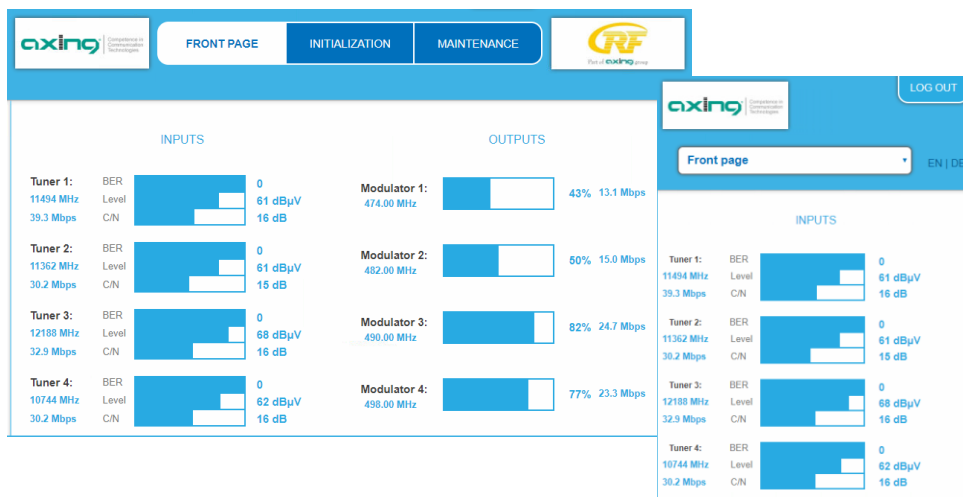 axing
Competence in
Communication
Technologies
FRONT PAGE
INITIALIZATION
MAINTENANCE
CRF
Part of axing group
INPUTS
OUTPUTS
Tuner 1:
11494 MHz
39.3 Mbps
BER
Level
C/N
0
61 dBµV
16 dB
Tuner 2:
11362 MHz
30.2 Mbps
BER
Level
C/N
0
61 dBµV
15 dB
Tuner 3:
12188 MHz
32.9 Mbps
BER
Level
C/N
0
68 dBµV
16 dB
Tuner 4:
10744 MHz
30.2 Mbps
BER
Level
C/N
0
62 dBµV
16 dB
Modulator 1:
474.00 MHz
43% 13.1 Mbps
Modulator 2:
482.00 MHz
50% 15.0 Mbps
Modulator 3:
490.00 MHz
82% 24.7 Mbps
Modulator 4:
498.00 MHz
77% 23.3 Mbps
axing
Competence in
Communication
Technologies
LOG OUT
Front page
EN | DE
INPUTS
Tuner 1:
11494 MHz
39.3 Mbps
BER
Level
C/N
0
61 dBµV
16 dB
Tuner 2:
11362 MHz
30.2 Mbps
BER
Level
C/N
0
61 dBµV
15 dB
Tuner 3:
12188 MHz
32.9 Mbps
BER
Level
C/N
0
68 dBµV
16 dB
Tuner 4:
10744 MHz
30.2 Mbps
BER
Level
C/N
0
62 dBµV
16 dB